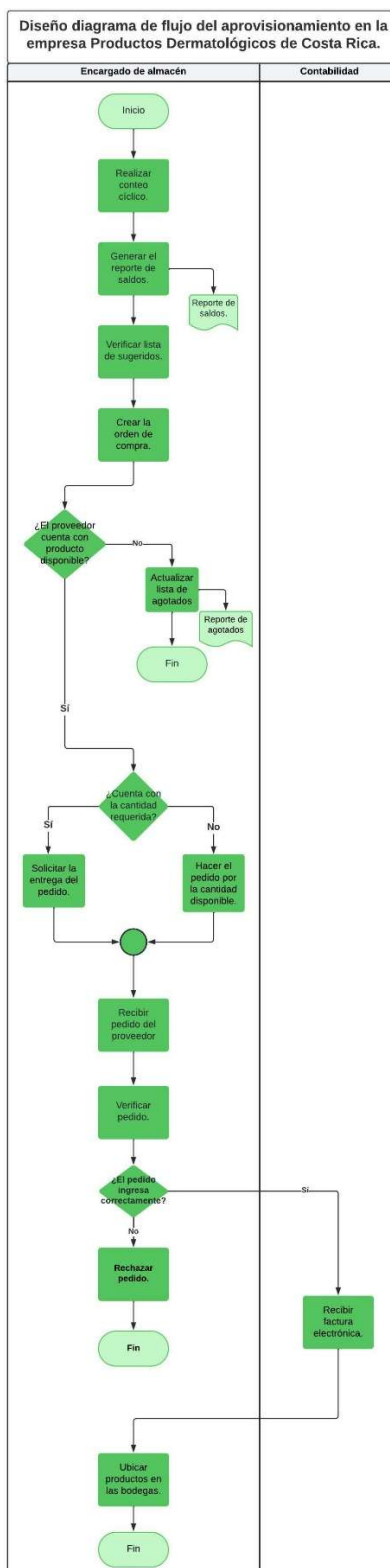 Diseño diagrama de flujo del aprovisionamiento en la
empresa Productos Dermatológicos de Costa Rica.
Encargado de almacén
Contabilidad
Inicio
Realizar
conteo
cíclico.
Generar el
reporte de
saldos.
Reporte de
saldos.
Verificar lista
de sugeridos.
Crear la
orden de
compra.
¿El proveedor
cuenta con
producto
disponible?
No
Actualizar
lista de
agotados
Reporte de
agotados
Fin
Sí
¿Cuenta con
la cantidad
requerida?
Sí
No
Solicitar la
entrega del
pedido.
Hacer el
pedido por
la cantidad
disponible.
Recibir
pedido del
proveedor
Verificar
pedido.
¿El pedido
ingresa
correctamente?
Sí
No
Rechazar
pedido.
Recibir
factura
electrónica.
Fin
Ubicar
productos en
las bodegas.
Fin